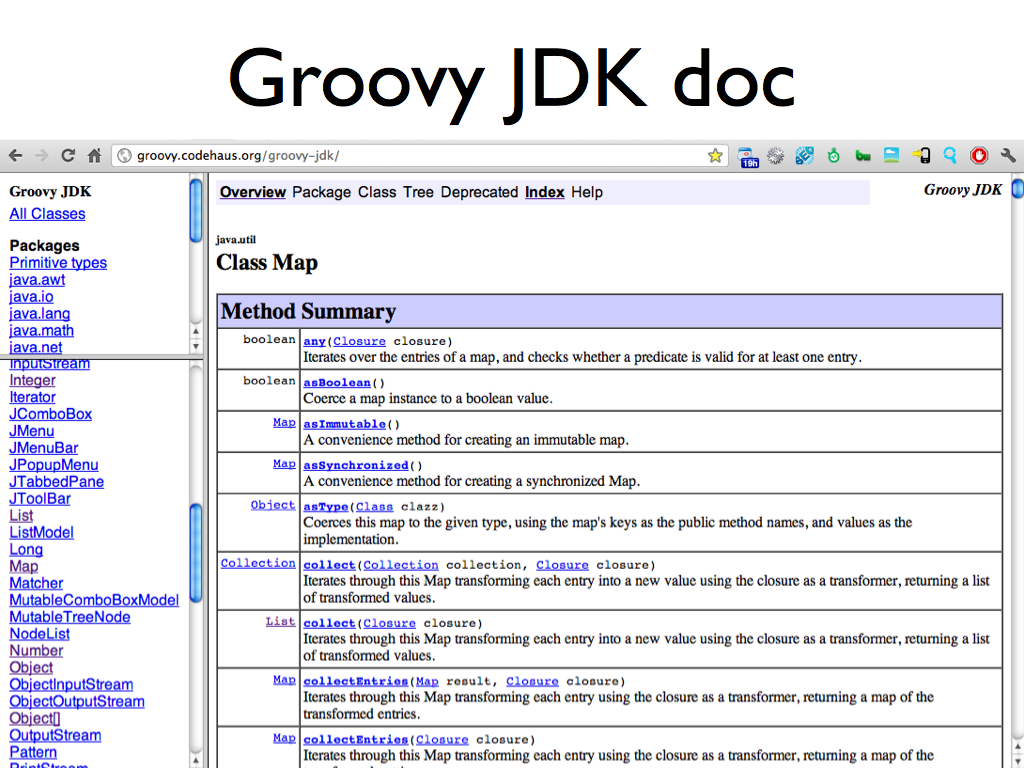 Groovy JDK doc
groovy.codehaus.org/groovy-jdk/
19h
bw
Groovy JDK
All Classes
Packages
Primitive types
java.awt
java.io
java.lang
java.math
java.net
InputStream
Integer
Iterator
JComboBox
JMenu
JMenuBar
JPopupMenu
JTabbedPane
JToolBar
List
ListModel
Long
Map
Matcher
MutableComboBoxModel
MutableTreeNode
NodeList
Number
Object
ObjectInputStream
ObjectOutputStream
Object[]
OutputStream
Pattern
PrintStream
Overview Package Class Tree Deprecated Index Help
Groovy JDK
java.util
Class Map
Method Summary
boolean any(Closure closure)
Iterates over the entries of a map, and checks whether a predicate is valid for at least one entry.
boolean asBoolean()
Coerce a map instance to a boolean value.
Map asImmutable()
A convenience method for creating an immutable map.
Map asSynchronized()
A convenience method for creating a synchronized Map.
Object asType(Class clazz)
Coerces this map to the given type, using the map's keys as the public method names, and values as the
implementation.
Collection collect(Collection collection, Closure closure)
Iterates through this Map transforming each entry into a new value using the closure as a transformer, returning a list
of transformed values.
List collect(Closure closure)
Iterates through this Map transforming each entry into a new value using the closure as a transformer, returning a list
of transformed values.
Map collectEntries(Map result, Closure closure)
Iterates through this Map transforming each entry using the closure as a transformer, returning a map of the
transformed entries.
Map collectEntries(Closure closure)
Iterates through this Map transforming each entry using the closure as a transformer, returning a map of the